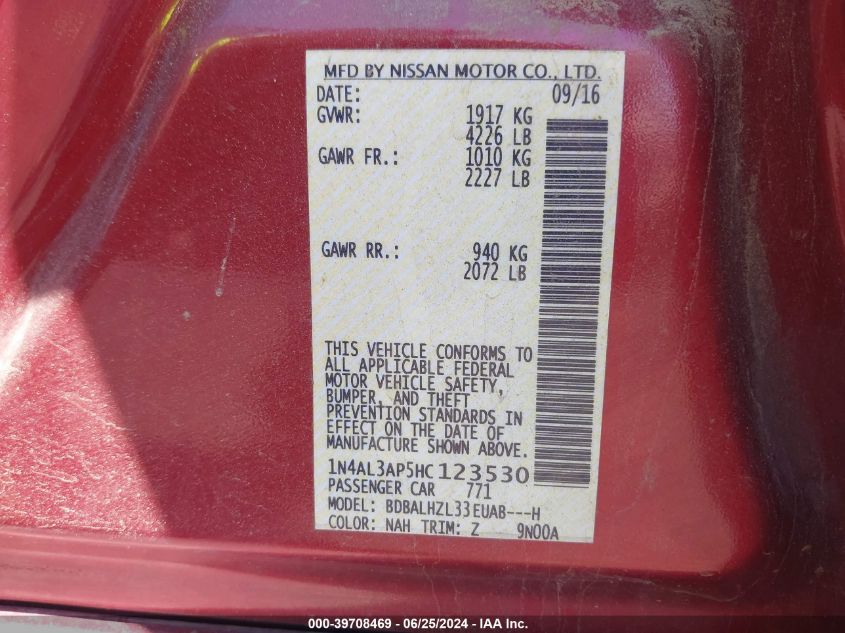 MFD BY NISSAN MOTOR CO., LTD.
DATE: 09/16
GVWR: 1917 KG
4226 LB
GAWR FR.: 1010 KG
2227 LB
GAWR RR.: 940 KG
2072 LB
THIS VEHICLE CONFORMS TO
ALL APPLICABLE FEDERAL
MOTOR VEHICLE SAFETY,
BUMPER, AND THEFT
PREVENTION STANDARDS IN
EFFECT ON THE DATE OF
MANUFACTURE SHOWN ABOVE.
1N4AL3AP5HC123530
PASSENGER CAR 771
MODEL: BDBALHZL33EUAB---H
COLOR: NAH TRIM: Z 9N00A
000-39708469 - 06/25/2024 - IAA Inc.